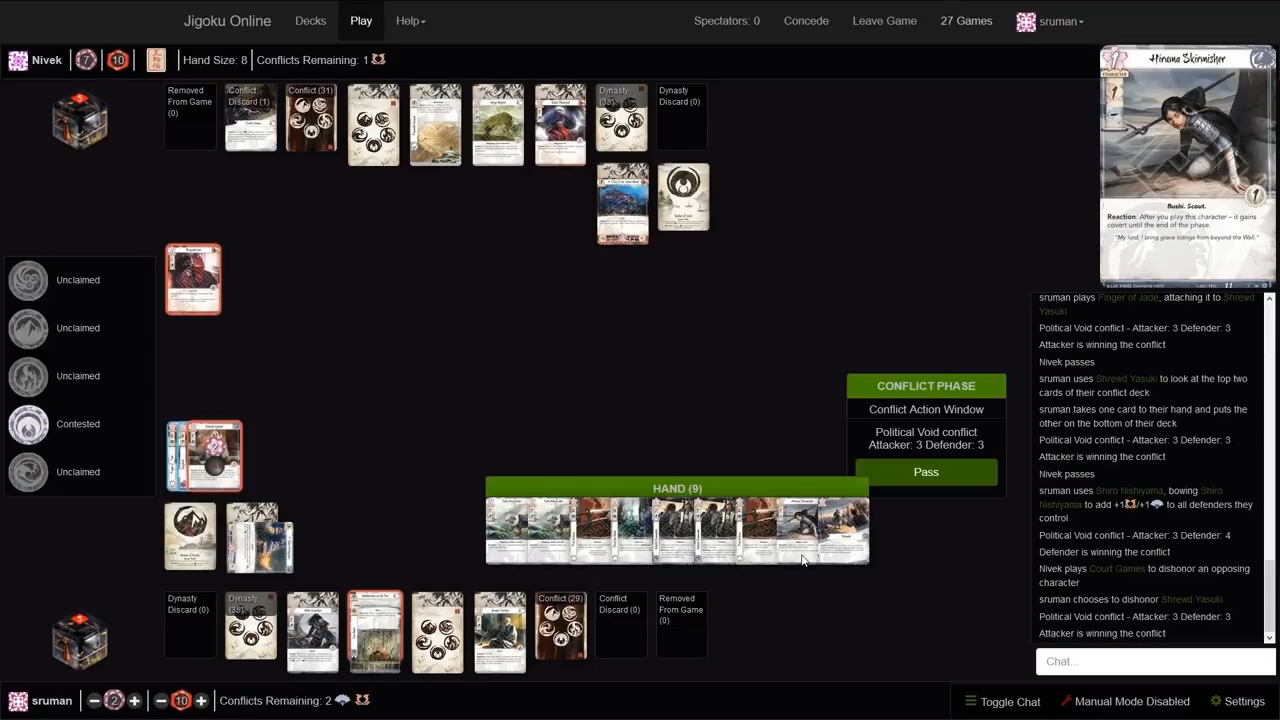 Jigoku Online
Decks
Play
Help
Spectators: 0
Concede
Leave Game
27 Games
sruman
Nivek
7
10
Hand Size: 8
Conflicts Remaining: 1
Removed From Game (0)
Conflict Discard (1)
Conflict (31)
Dynasty
Dynasty Discard (0)
Hiruma Skirmisher
CHARACTER
Bushi. Scout.
Reaction: After you play this character – it gains
covert until the end of the phase.
"My lord, I bring grave tidings from beyond the Wall."
Unclaimed
Unclaimed
Unclaimed
Contested
Unclaimed
CONFLICT PHASE
Conflict Action Window
Political Void conflict
Attacker: 3 Defender: 3
Pass
HAND (9)
sruman plays Finger of Jade, attaching it to Shrewd
Yasuki
Political Void conflict - Attacker: 3 Defender: 3
Attacker is winning the conflict
Nivek passes
sruman uses Shrewd Yasuki to look at the top two
cards of their conflict deck
sruman takes one card to their hand and puts the
other on the bottom of their deck
Political Void conflict - Attacker: 3 Defender: 3
Attacker is winning the conflict
Nivek passes
sruman uses Shiro Nishiyama, bowing Shiro
Nishiyama to add +1/+1 to all defenders they
control
Political Void conflict - Attacker: 3 Defender: 4
Defender is winning the conflict
Nivek plays Court Games to dishonor an opposing
character
sruman chooses to dishonor Shrewd Yasuki
Political Void conflict - Attacker: 3 Defender: 3
Attacker is winning the conflict
Chat...
Dynasty Discard (0)
Dynasty
Conflict (29)
Conflict Discard (0)
Removed From Game (0)
sruman
2
10
Conflicts Remaining: 2
Toggle Chat
Manual Mode Disabled
Settings